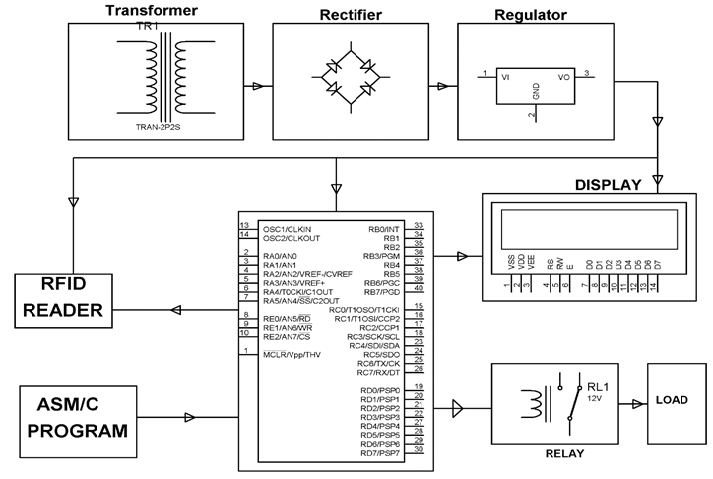 Transformer
Rectifier
Regulator
TR1
TRAN-2P2S
1
VI
VO
3
GND
2
DISPLAY
VSS
VDD
VEE
RS
RW
E
D0
D1
D2
D3
D4
D5
D6
D7
1
2
3
4
5
6
7
8
9
10
11
12
13
14
RFID
READER
13 OSC1/CLKIN
14 OSC2/CLKOUT
2 RA0/AN0
3 RA1/AN1
4 RA2/AN2/VREF-/CVREF
5 RA3/AN3/VREF+
6 RA4/T0CKI/C1OUT
7 RA5/AN4/SS/C2OUT
8 RE0/AN5/RD
9 RE1/AN6/WR
10 RE2/AN7/CS
1 MCLR/Vpp/THV
RB0/INT 33
RB1 34
RB2 35
RB3/PGM 36
RB4 37
RB5 38
RB6/PGC 39
RB7/PGD 40
RC0/T1OSO/T1CKI 15
RC1/T1OSI/CCP2 16
RC2/CCP1 17
RC3/SCK/SCL 18
RC4/SDI/SDA 23
RC5/SDO 24
RC6/TX/CK 25
RC7/RX/DT 26
RD0/PSP0 19
RD1/PSP1 20
RD2/PSP2 21
RD3/PSP3 22
RD4/PSP4 27
RD5/PSP5 28
RD6/PSP6 29
RD7/PSP7 30
ASM/C
PROGRAM
RL1
12V
RELAY
LOAD